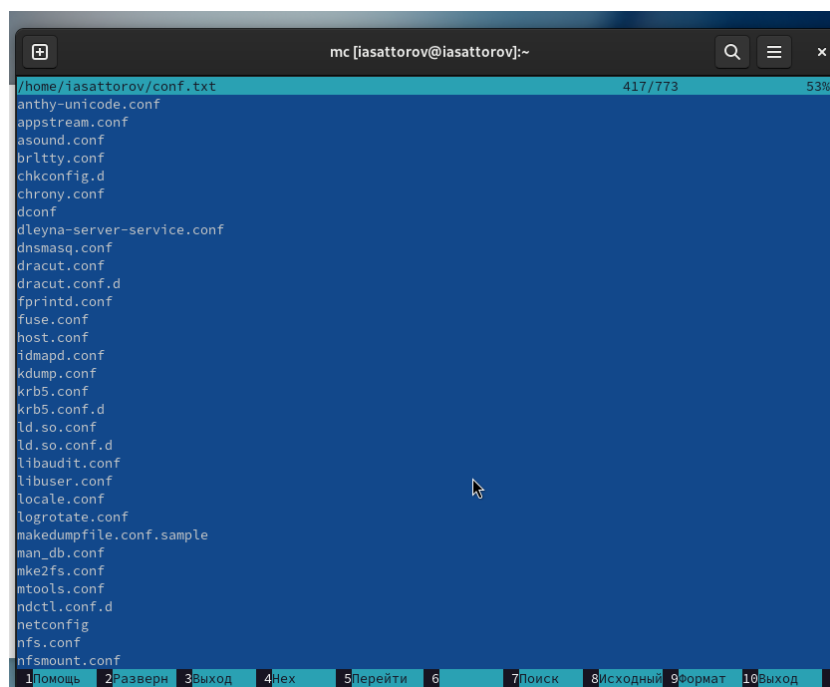 mc [iasattorov@iasattorov]:~
/home/iasattorov/conf.txt 417/773 53%
anthy-unicode.conf
appstream.conf
asound.conf
brltty.conf
chkconfig.d
chrony.conf
dconf
dleyna-server-service.conf
dnsmasq.conf
dracut.conf
dracut.conf.d
fprintd.conf
fuse.conf
host.conf
idmapd.conf
kdump.conf
krb5.conf
krb5.conf.d
ld.so.conf
ld.so.conf.d
libaudit.conf
libuser.conf
locale.conf
logrotate.conf
makedumpfile.conf.sample
man_db.conf
mke2fs.conf
mtools.conf
ndctl.conf.d
netconfig
nfs.conf
nfsmount.conf
1Помощь 2Разверн 3Выход 4Hex 5Перейти 6 7Поиск 8Исходный 9Формат 10Выход